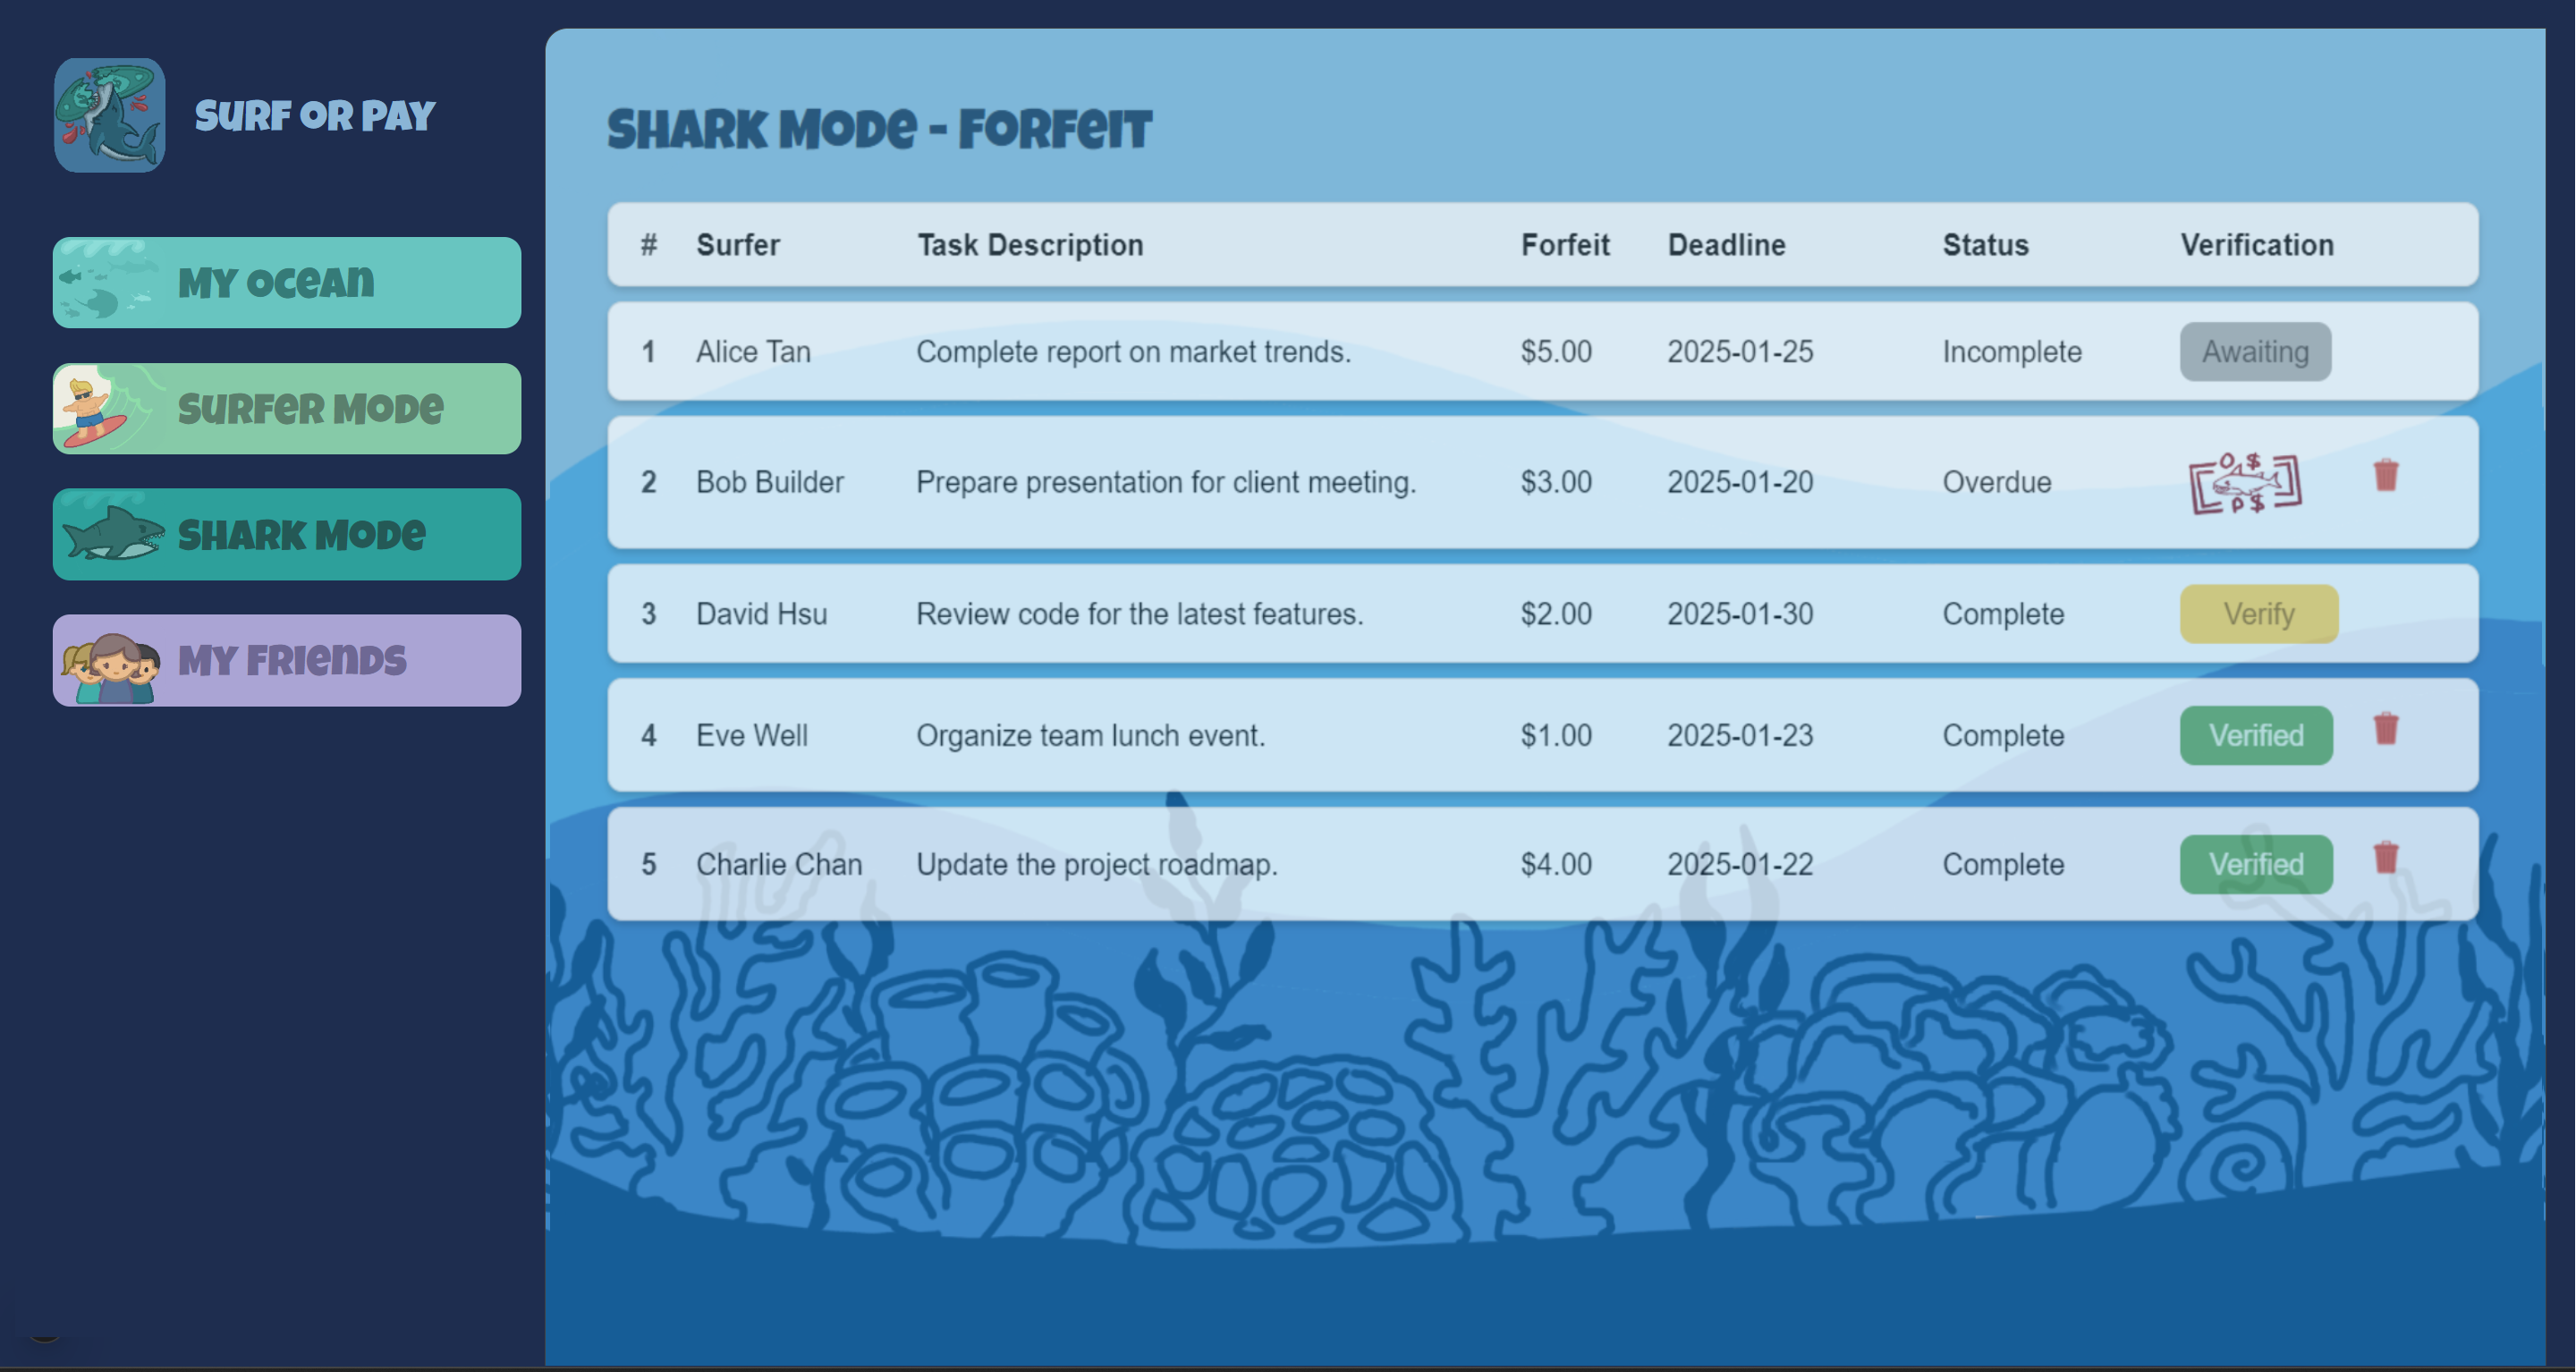 SURF OR PAY
MY OCEAN
SURFER MODE
SHARK MODE
MY FRIENDS
SHARK MODE - FORFEIT
# Surfer Task Description Forfeit Deadline Status Verification
1 Alice Tan Complete report on market trends. $5.00 2025-01-25 Incomplete Awaiting
2 Bob Builder Prepare presentation for client meeting. $3.00 2025-01-20 Overdue O $ P $
3 David Hsu Review code for the latest features. $2.00 2025-01-30 Complete Verify
4 Eve Well Organize team lunch event. $1.00 2025-01-23 Complete Verified
5 Charlie Chan Update the project roadmap. $4.00 2025-01-22 Complete Verified